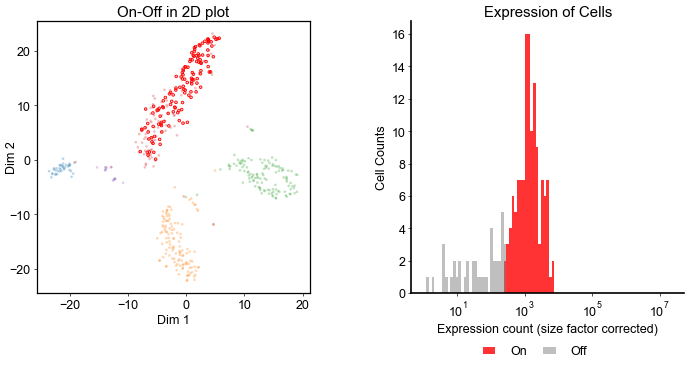 On-Off in 2D plot
20
10
0
−10
−20
Dim 2
−20 −10 0 10 20
Dim 1
Expression of Cells
16
14
12
10
8
6
4
2
0
Cell Counts
10^1 10^3 10^5 10^7
Expression count (size factor corrected)
On Off